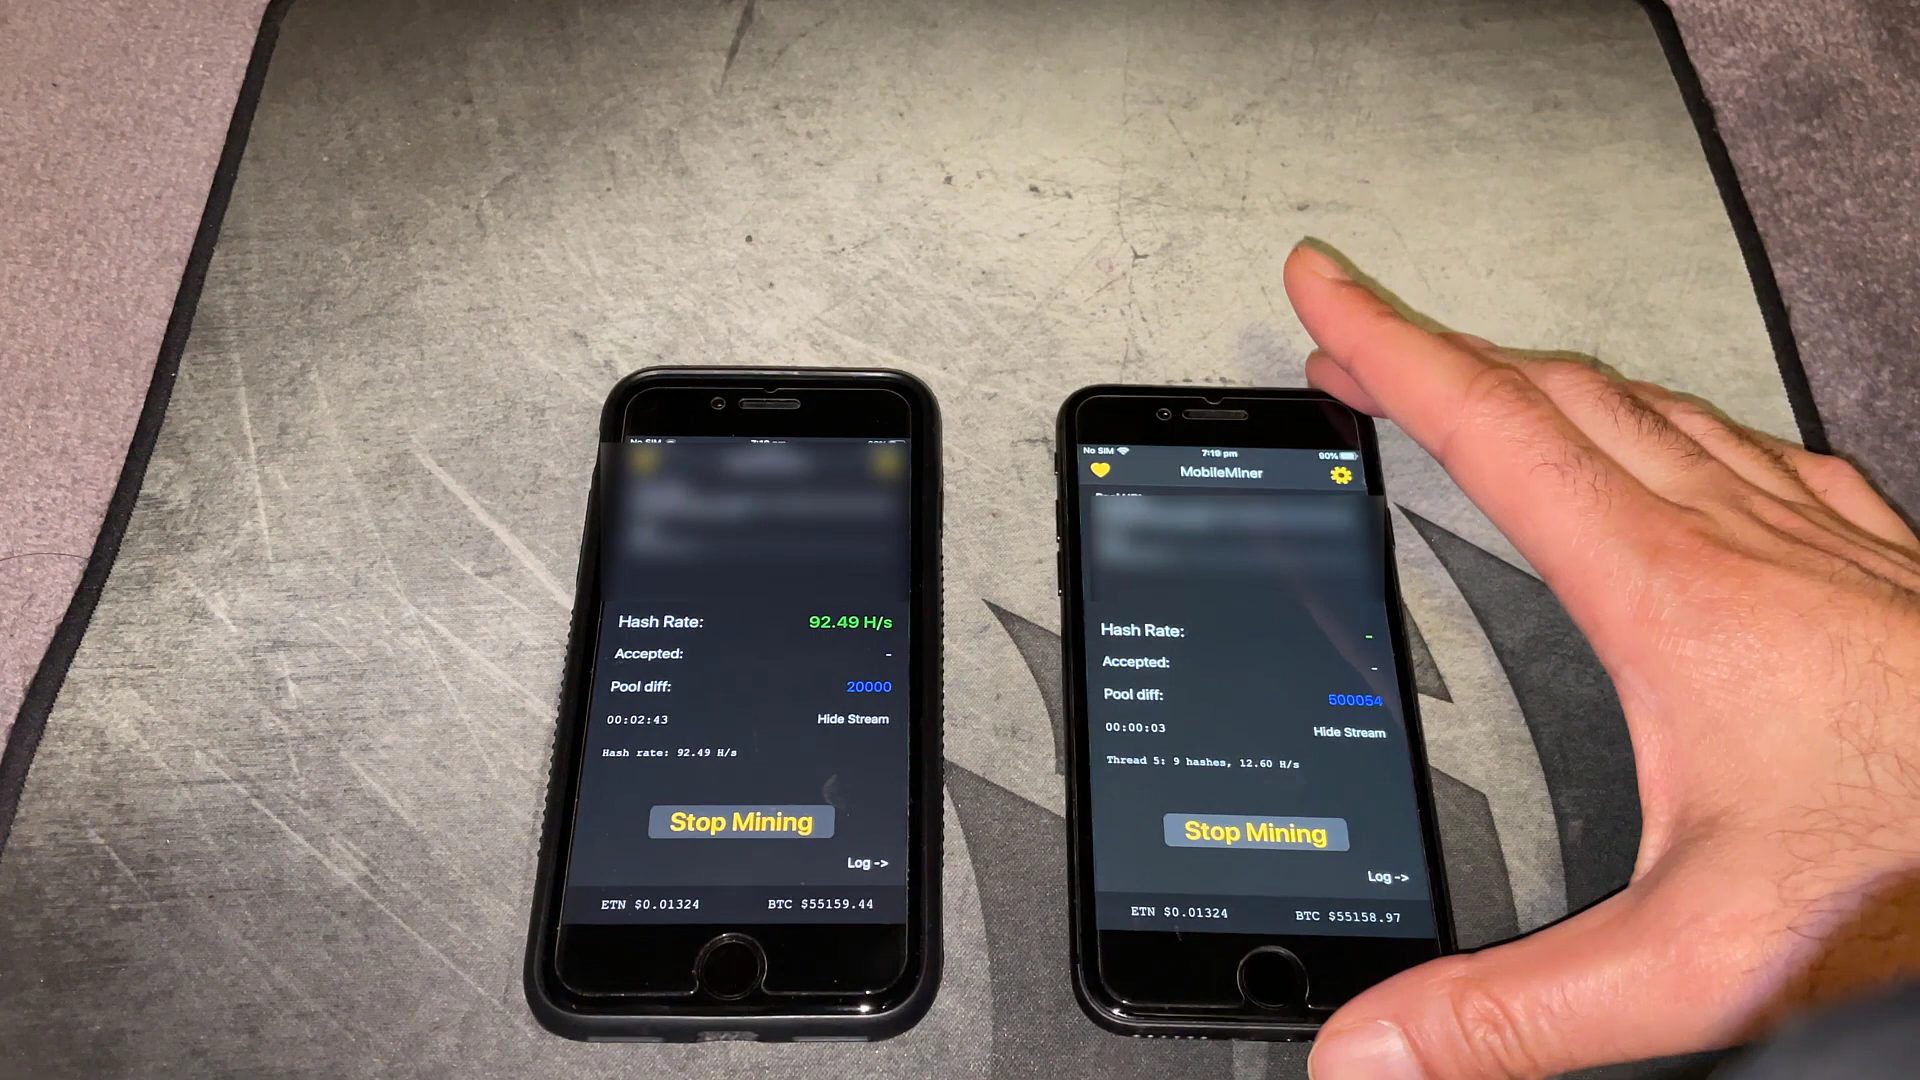 No SIM
Hash Rate: 92.49 H/s
Accepted: -
Pool diff: 20000
00:02:43 Hide Stream
Hash rate: 92.49 H/s
Stop Mining
Log ->
ETN $0.01324 BTC $55159.44
No SIM 7:19 pm 90%
MobileMiner
Hash Rate: -
Accepted: -
Pool diff: 500054
00:00:03 Hide Stream
Thread 5: 9 hashes, 12.60 H/s
Stop Mining
Log ->
ETN $0.01324 BTC $55158.97